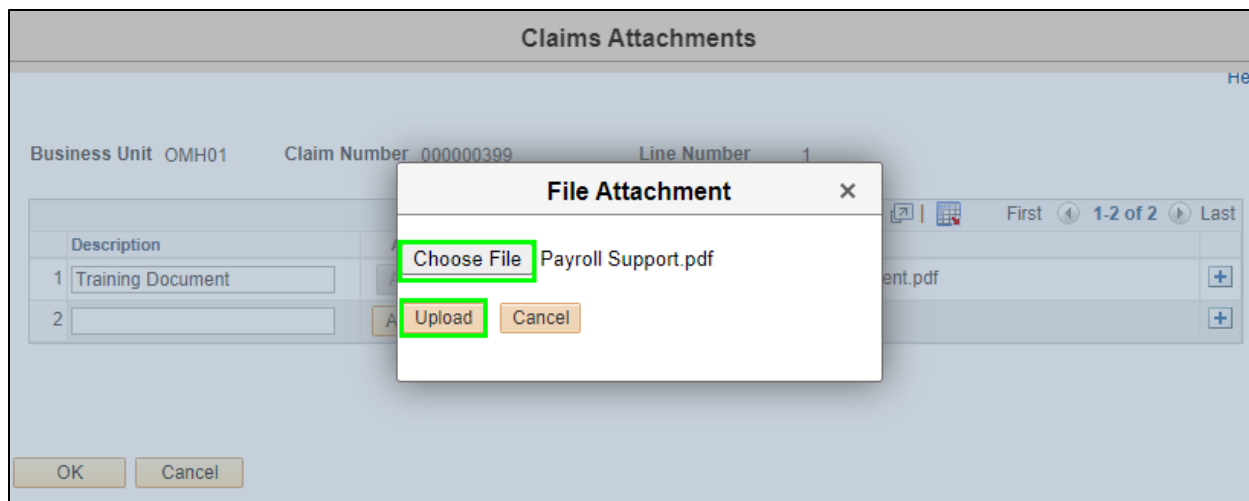 Claims Attachments
Business Unit OMH01 Claim Number 000000399 Line Number 1
File Attachment ×
First 1-2 of 2 Last
Description
Choose File Payroll Support.pdf
1 Training Document ent.pdf
Upload Cancel
2
OK Cancel